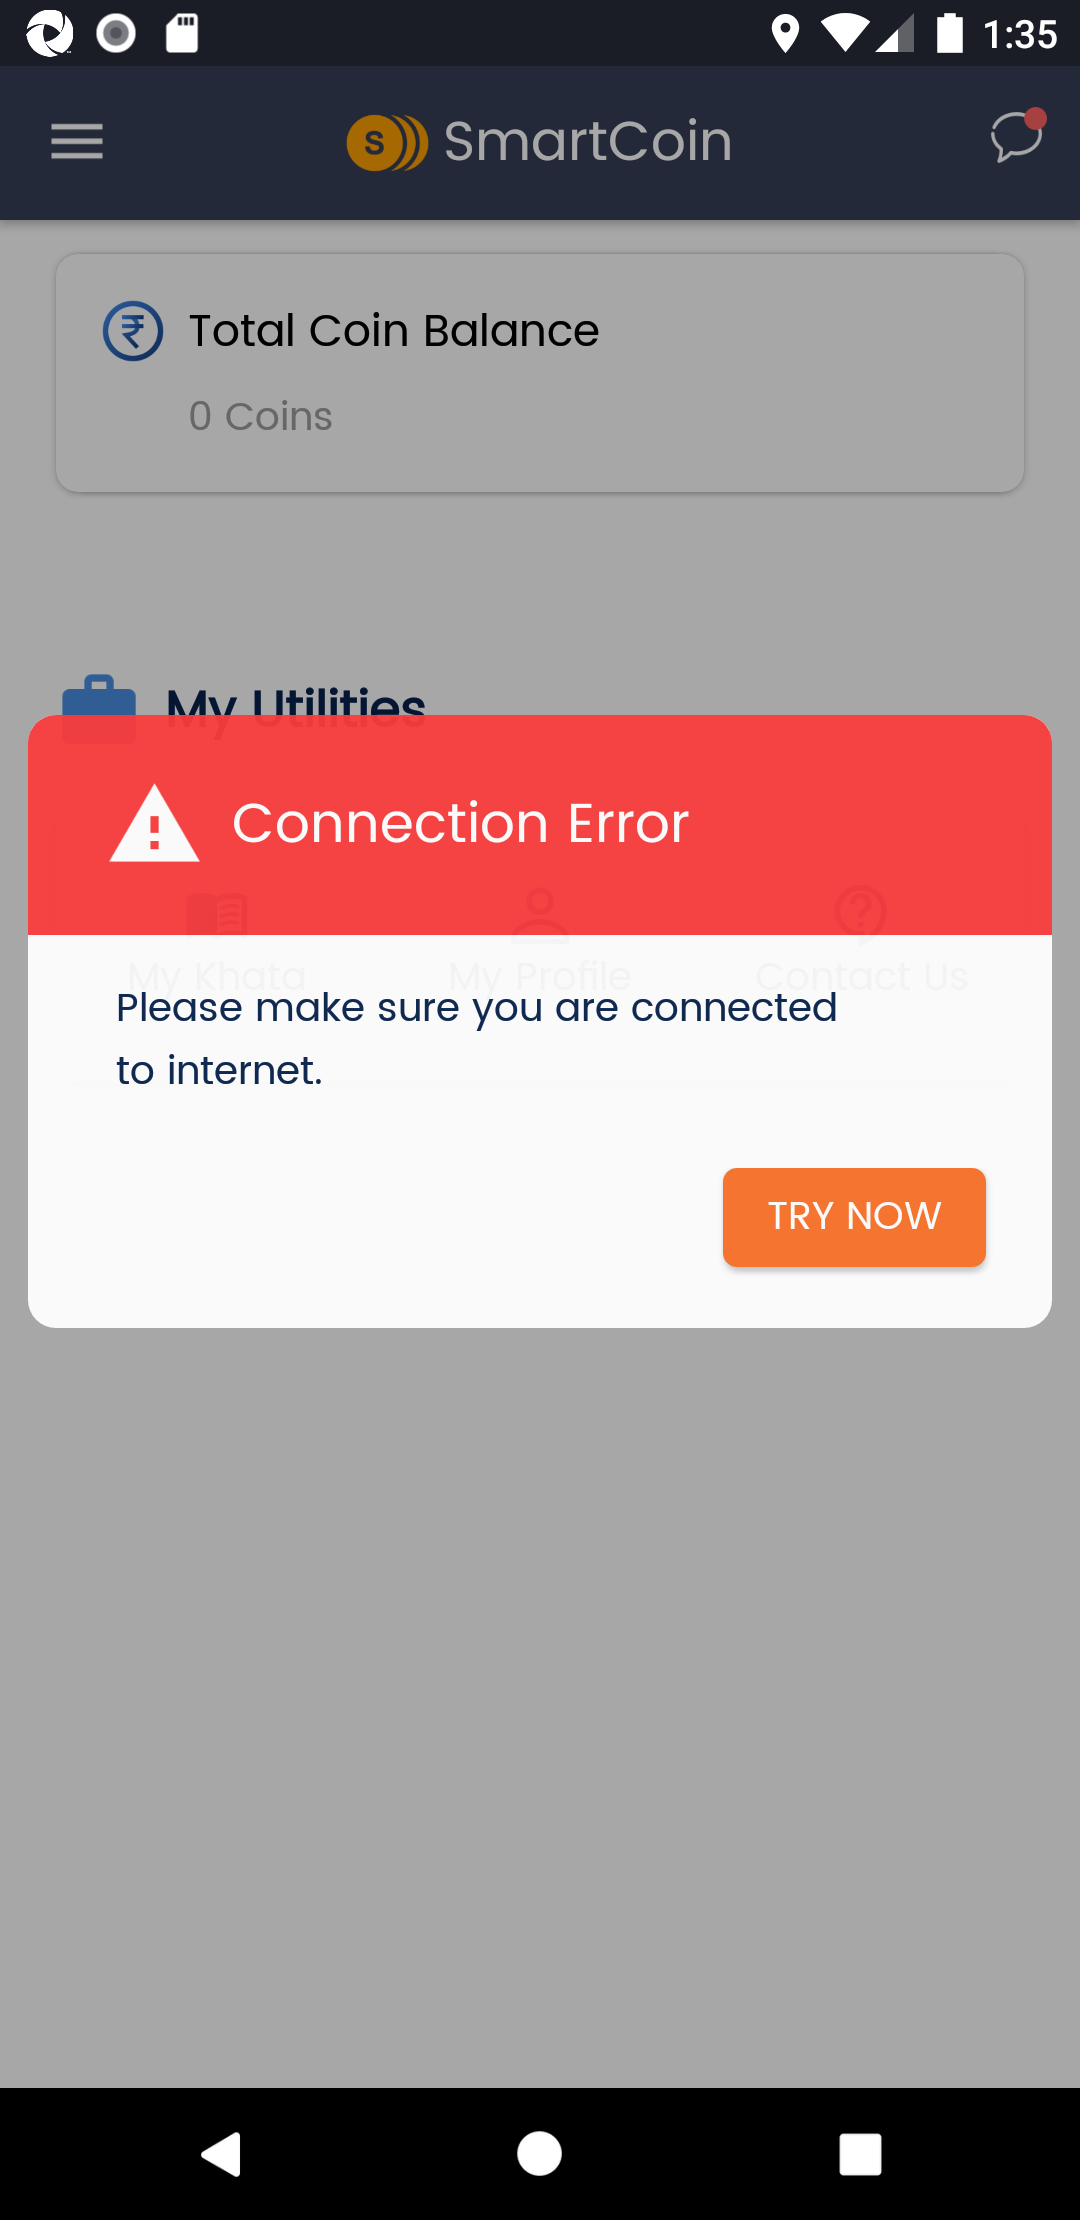 1:35
SmartCoin
Total Coin Balance
0 Coins
My Utilities
Connection Error
My Khata My Profile Contact Us
Please make sure you are connected
to internet.
TRY NOW